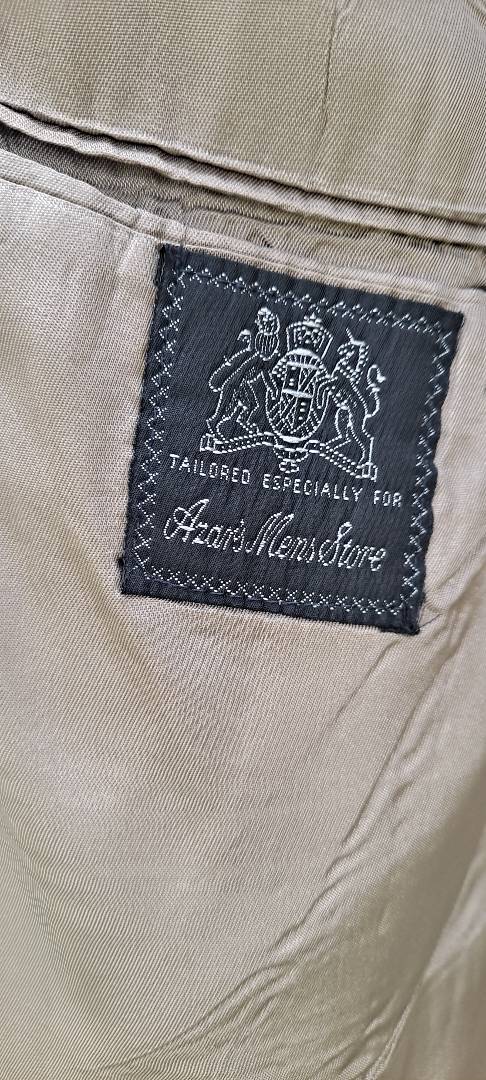 TAILORED ESPECIALLY FOR
Azar's Mens Store